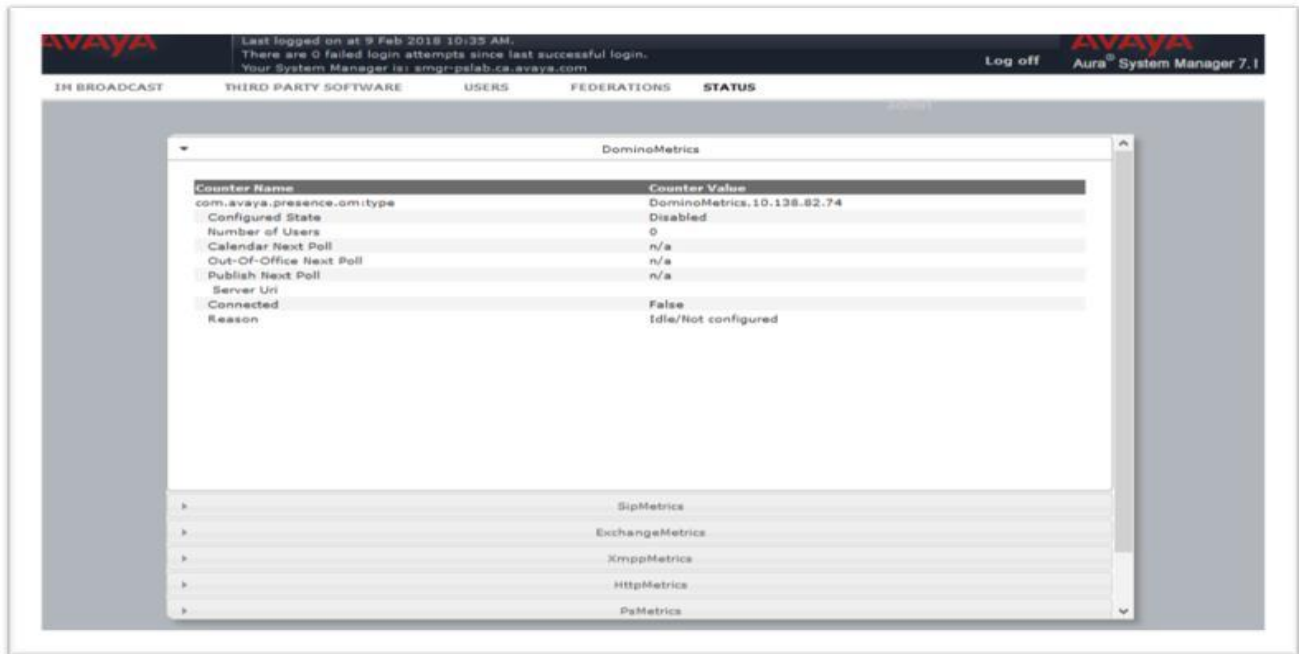 AVAYA
Last logged on at 9 Feb 2018 10:35 AM.
There are 0 failed login attempts since last successful login.
Your System Manager is: smgr-pslab.ca.avaya.com
Log off
AVAYA
Aura® System Manager 7.1
IM BROADCAST THIRD PARTY SOFTWARE USERS FEDERATIONS STATUS
admin1
DominoMetrics
Counter Name Counter Value
com.avaya.presence.om:type DominoMetrics.10.138.82.74
Configured State Disabled
Number of Users 0
Calendar Next Poll n/a
Out-Of-Office Next Poll n/a
Publish Next Poll n/a
Server Uri
Connected False
Reason Idle/Not configured
SipMetrics
ExchangeMetrics
XmppMetrics
HttpMetrics
PsMetrics